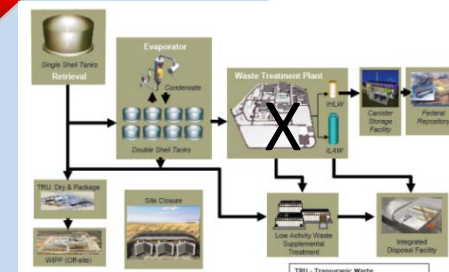 Single Shell Tanks
Retrieval
Evaporator
Condensate
Double Shell Tanks
Waste Treatment Plant
X
IHLW
ILAW
Canister
Storage
Facility
Federal
Repository
TRU Dry & Package
WIPP (Off-site)
Site Closure
Low Activity Waste
Supplemental
Treatment
Integrated
Disposal Facility
TRU - Transuranic Waste